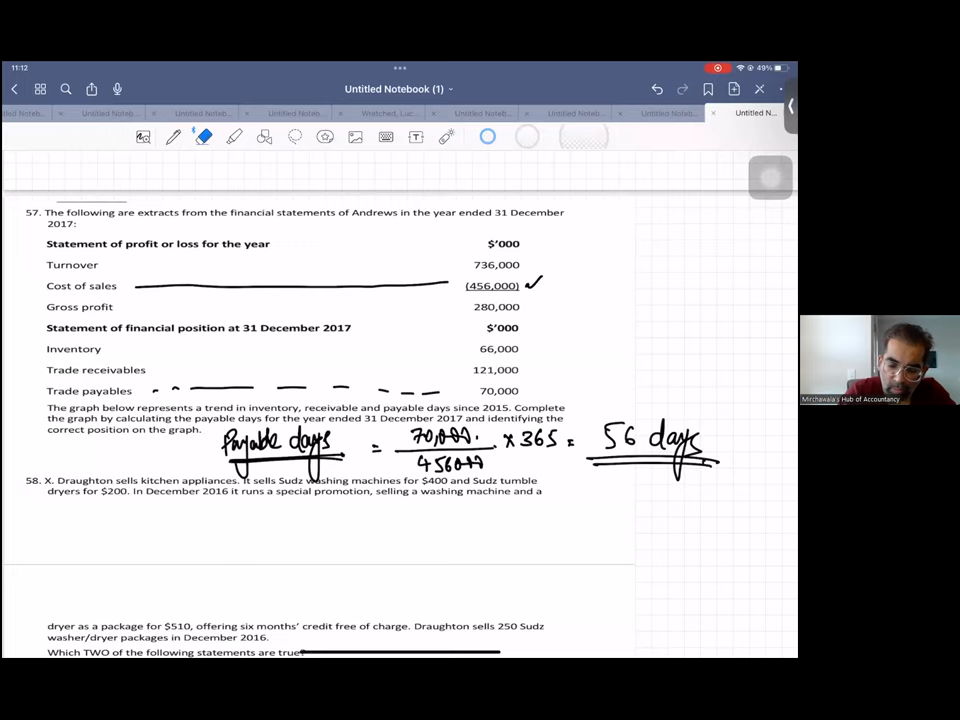 11:12
49%
Untitled Notebook (1)
Untitled Noteb...
Untitled Noteb...
Untitled Noteb...
Wretched, Luc...
Untitled Noteb...
Untitled Noteb...
Untitled Noteb...
Untitled N...
57. The following are extracts from the financial statements of Andrews in the year ended 31 December
2017:
Statement of profit or loss for the year $'000
Turnover 736,000
Cost of sales (456,000)
Gross profit 280,000
Statement of financial position at 31 December 2017 $'000
Inventory 66,000
Trade receivables 121,000
Trade payables 70,000
The graph below represents a trend in inventory, receivable and payable days since 2015. Complete
the graph by calculating the payable days for the year ended 31 December 2017 and identifying the
correct position on the graph.
Payable days = 70,000 / 456000 × 365 = 56 days
58. X. Draughton sells kitchen appliances. It sells Sudz washing machines for $400 and Sudz tumble
dryers for $200. In December 2016 it runs a special promotion, selling a washing machine and a
dryer as a package for $510, offering six months' credit free of charge. Draughton sells 250 Sudz
washer/dryer packages in December 2016.
Which TWO of the following statements are true?
Mirchawala's Hub of Accountancy